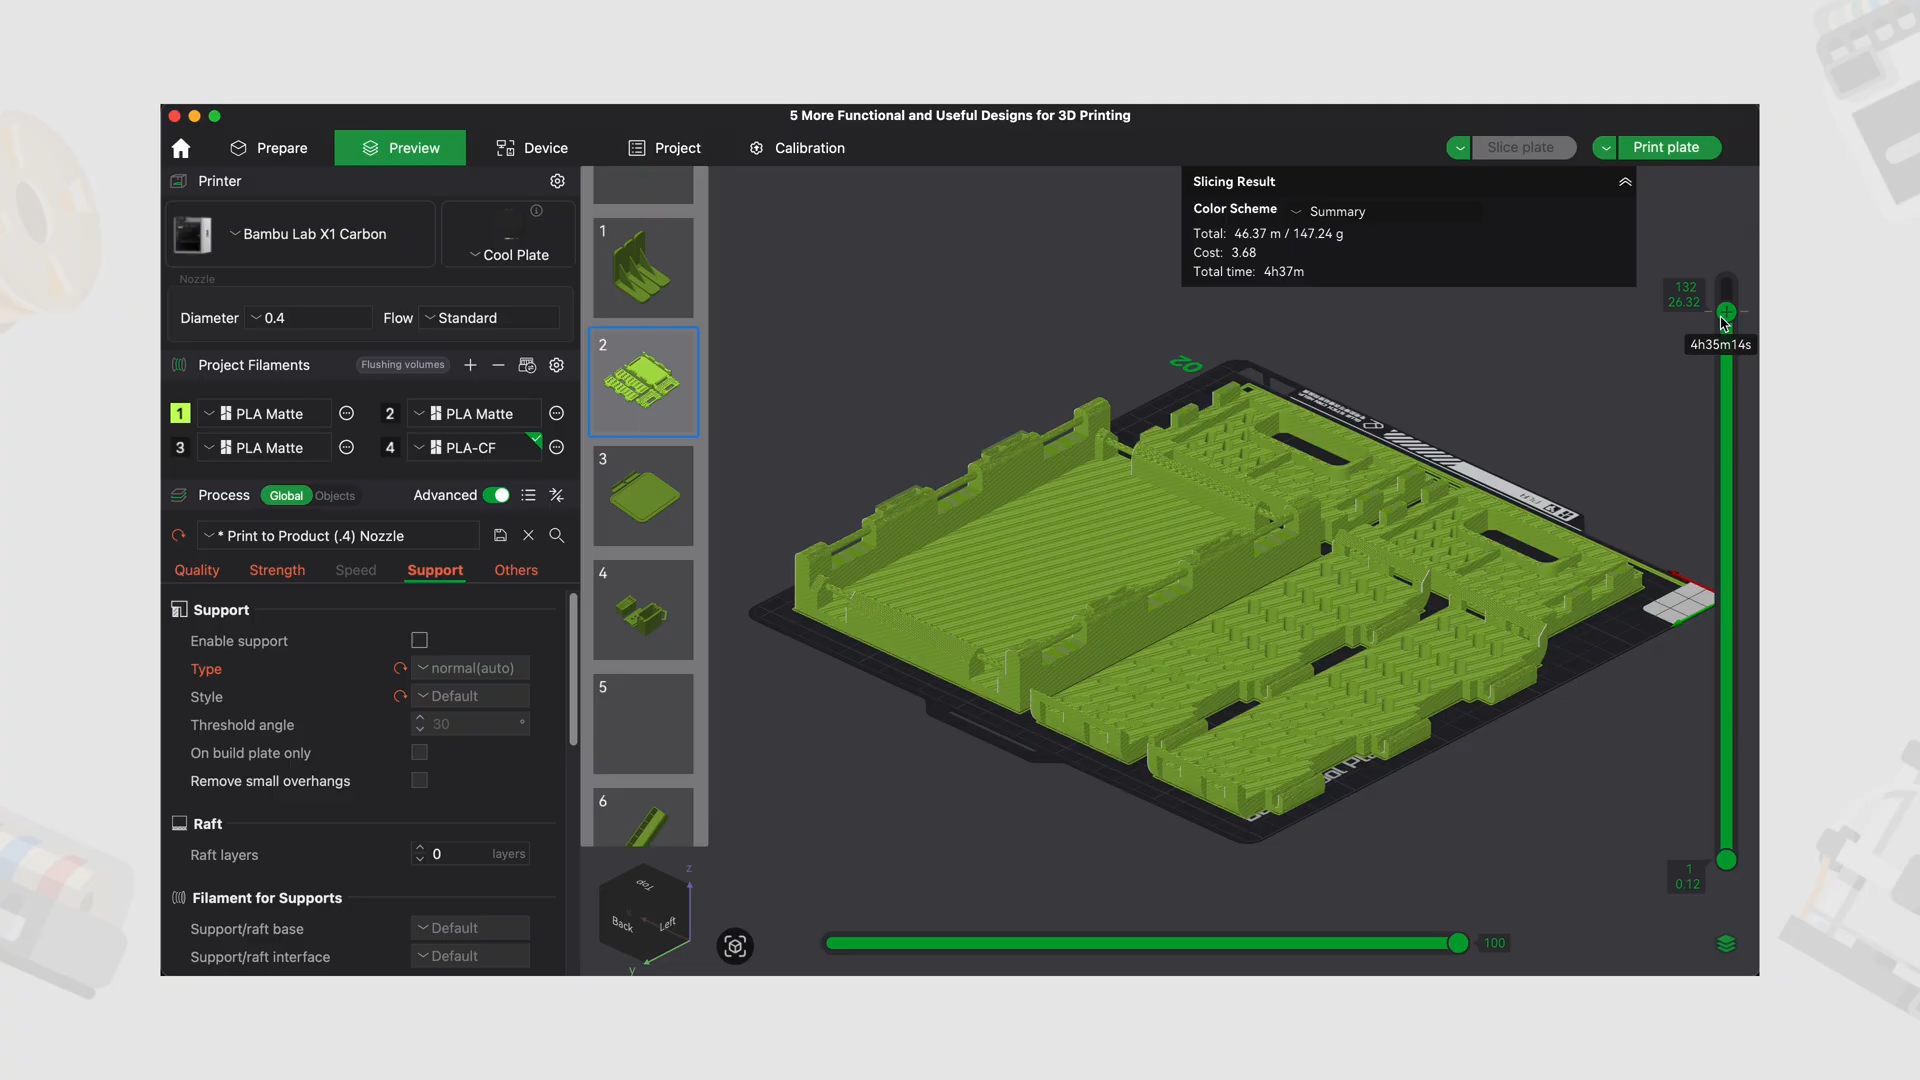 5 More Functional and Useful Designs for 3D Printing
Prepare
Preview
Device
Project
Calibration
Slice plate
Print plate
Printer
Bambu Lab X1 Carbon
Cool Plate
Nozzle
Diameter
0.4
Flow
Standard
Project Filaments
Flushing volumes
1 PLA Matte
2 PLA Matte
3 PLA Matte
4 PLA-CF
Process
Global
Objects
Advanced
* Print to Product (.4) Nozzle
Quality
Strength
Speed
Support
Others
Support
Enable support
Type
normal(auto)
Style
Default
Threshold angle
30 °
On build plate only
Remove small overhangs
Raft
Raft layers
0 layers
Filament for Supports
Support/raft base
Default
Support/raft interface
Default
1
2
3
4
5
6
Slicing Result
Color Scheme
Summary
Total: 46.37 m / 147.24 g
Cost: 3.68
Total time: 4h37m
132
26.32
4h35m14s
02
1
0.12
100
Top
Back
Left
z
y